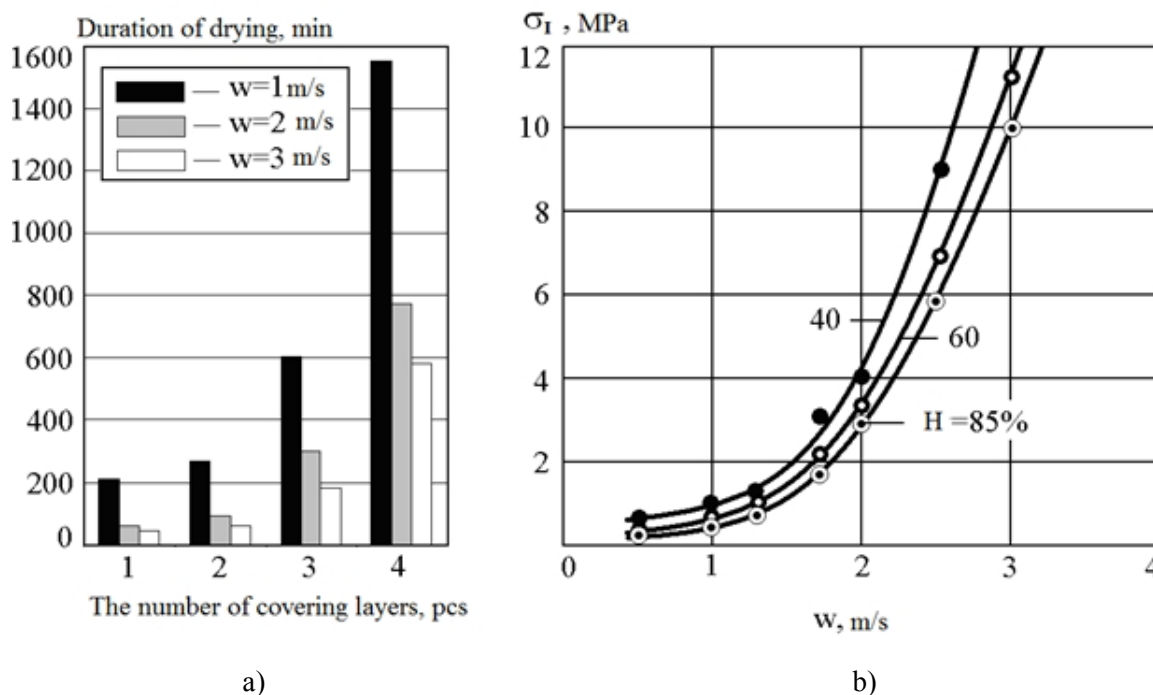 Duration of drying, min
1600
1400
1200
1000
800
600
400
200
0
w=1 m/s
w=2 m/s
w=3 m/s
1 2 3 4
The number of covering layers, pcs
a)
σI , MPa
12
10
8
6
4
2
40
60
H =85%
0 1 2 3 4
w, m/s
b)